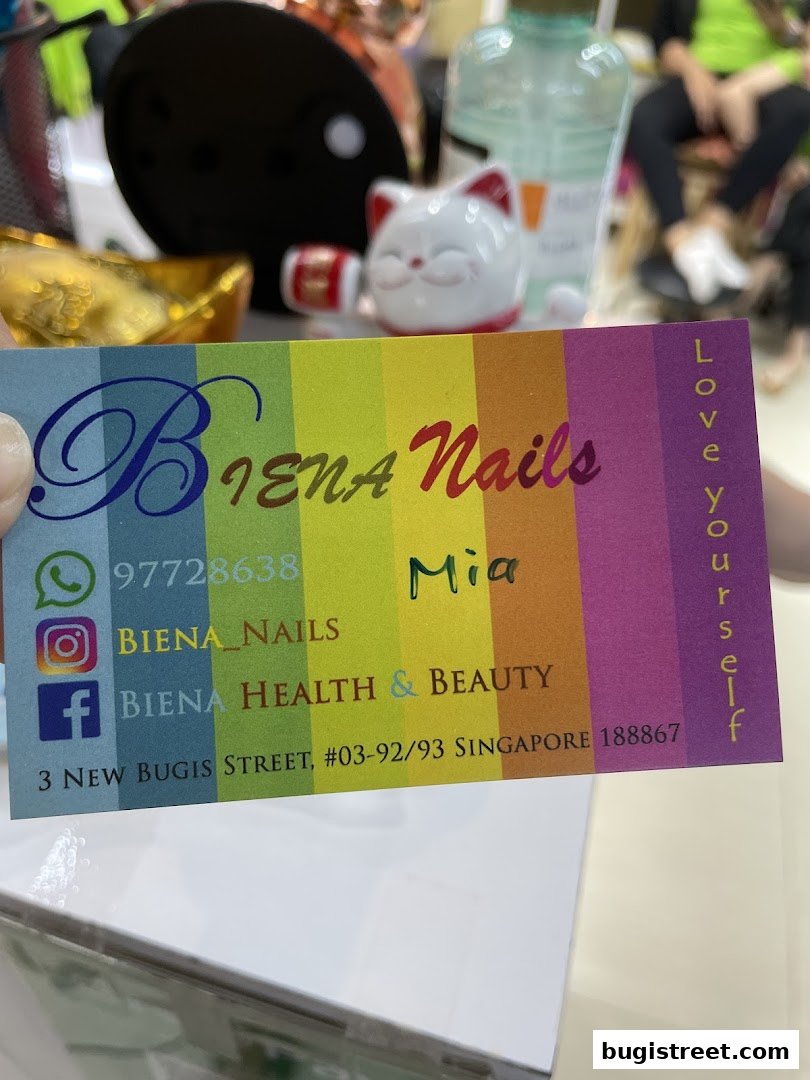 BIENA Nails
97728638
Mia
BIENA_NAILS
BIENA HEALTH & BEAUTY
3 NEW BUGIS STREET, #03-92/93 SINGAPORE 188867
Love yourself
bugistreet.com